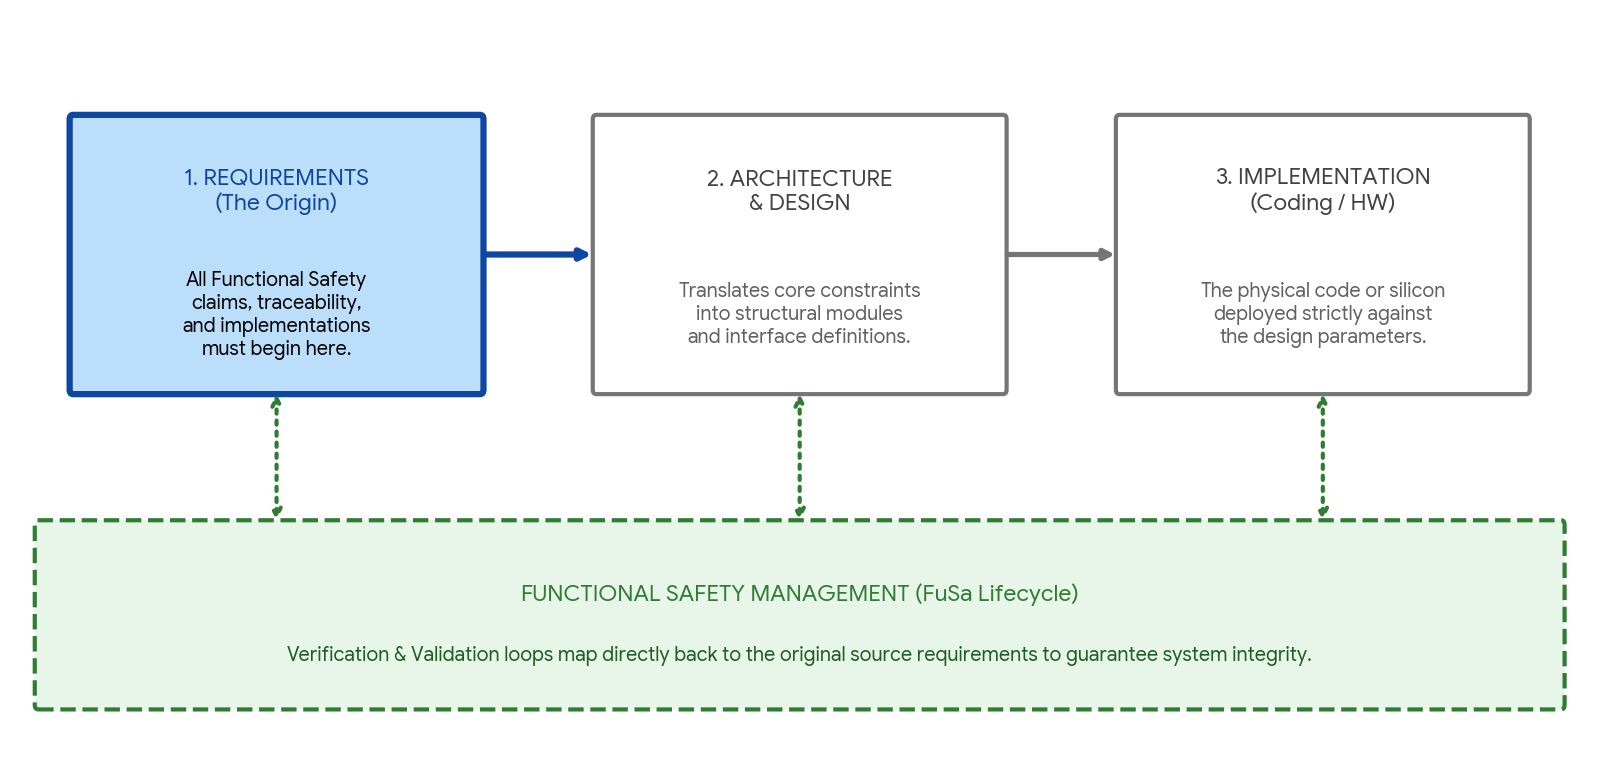 1. REQUIREMENTS
(The Origin)
All Functional Safety
claims, traceability,
and implementations
must begin here.
2. ARCHITECTURE
& DESIGN
Translates core constraints
into structural modules
and interface definitions.
3. IMPLEMENTATION
(Coding / HW)
The physical code or silicon
deployed strictly against
the design parameters.
FUNCTIONAL SAFETY MANAGEMENT (FuSa Lifecycle)
Verification & Validation loops map directly back to the original source requirements to guarantee system integrity.